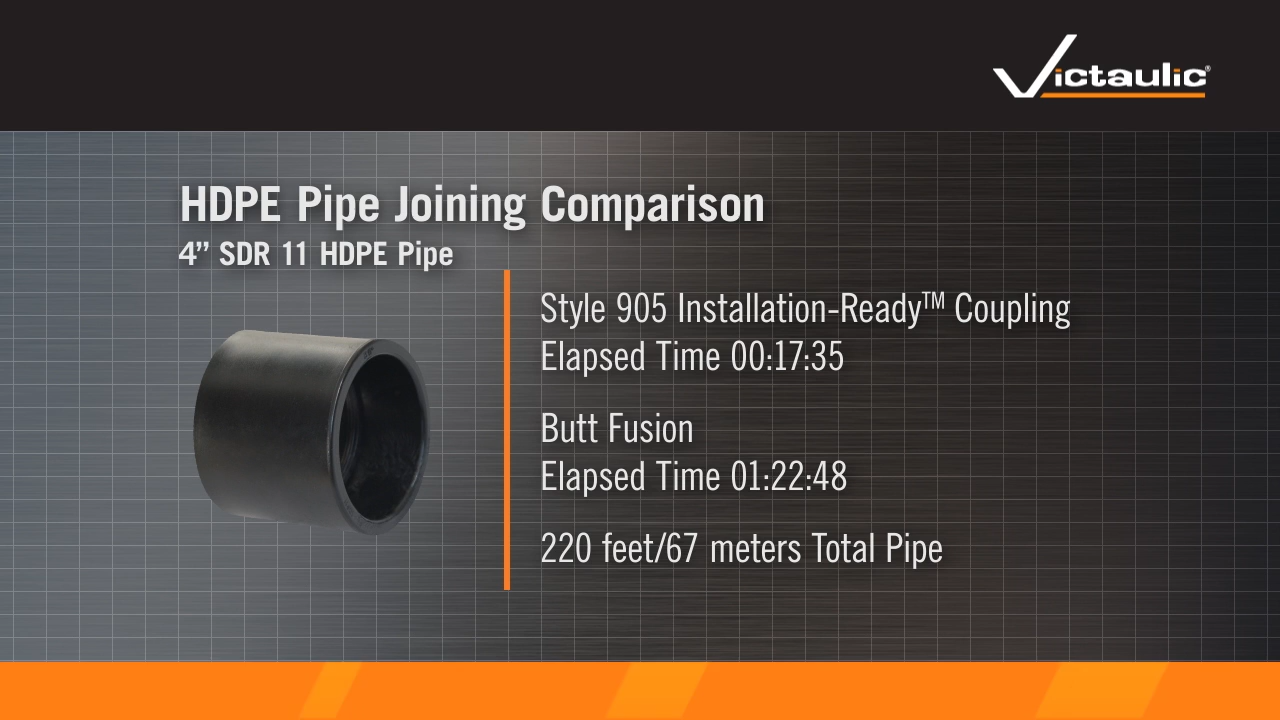 Victaulic®
HDPE Pipe Joining Comparison
4” SDR 11 HDPE Pipe
Style 905 Installation-Ready™ Coupling
Elapsed Time 00:17:35
Butt Fusion
Elapsed Time 01:22:48
220 feet/67 meters Total Pipe